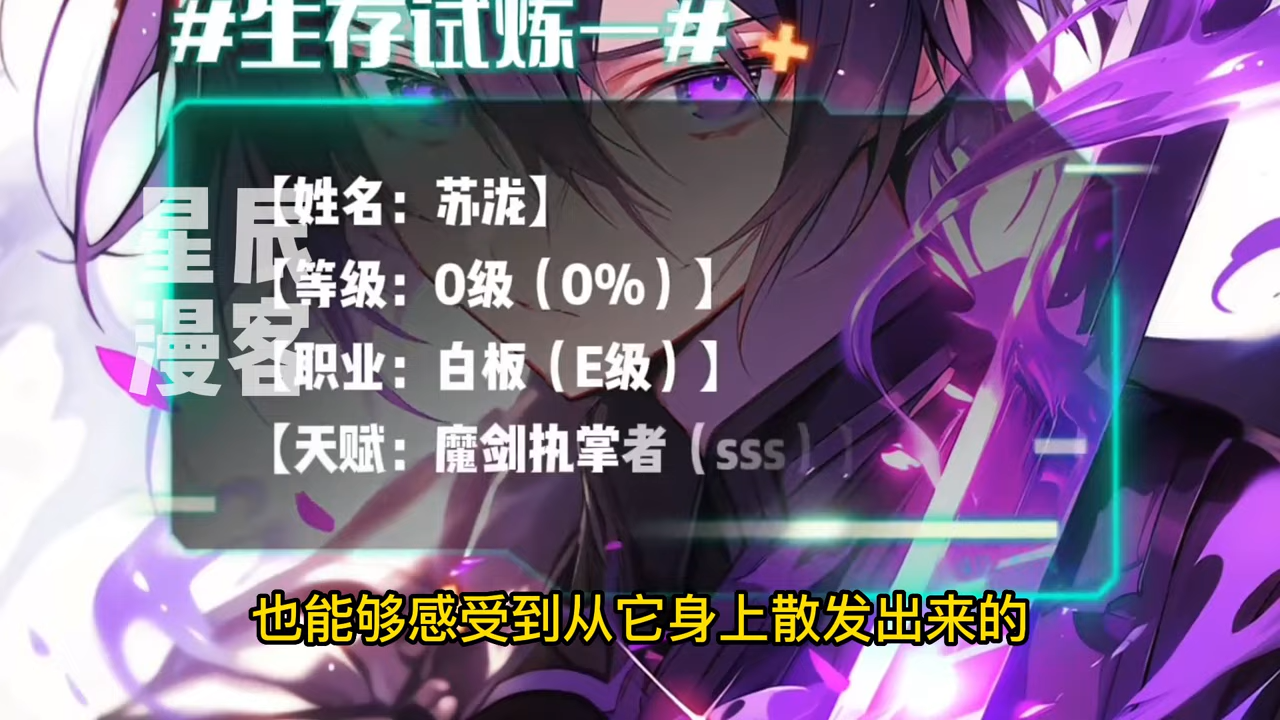 #生存试炼一#
星辰
漫客
【姓名：苏泷】
【等级：0级（0%）】
【职业：白板（E级）】
【天赋：魔剑执掌者（sss）】
也能够感受到从它身上散发出来的